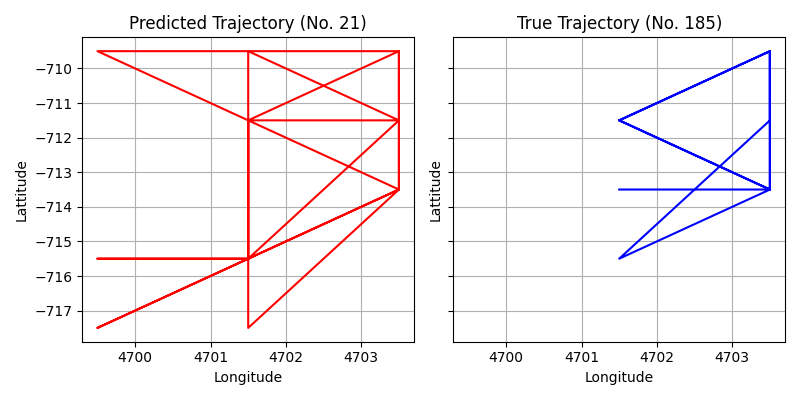 Predicted Trajectory (No. 21)
True Trajectory (No. 185)
−710
−711
−712
−713
−714
−715
−716
−717
Lattitude
Lattitude
4700 4701 4702 4703
4700 4701 4702 4703
Longitude
Longitude